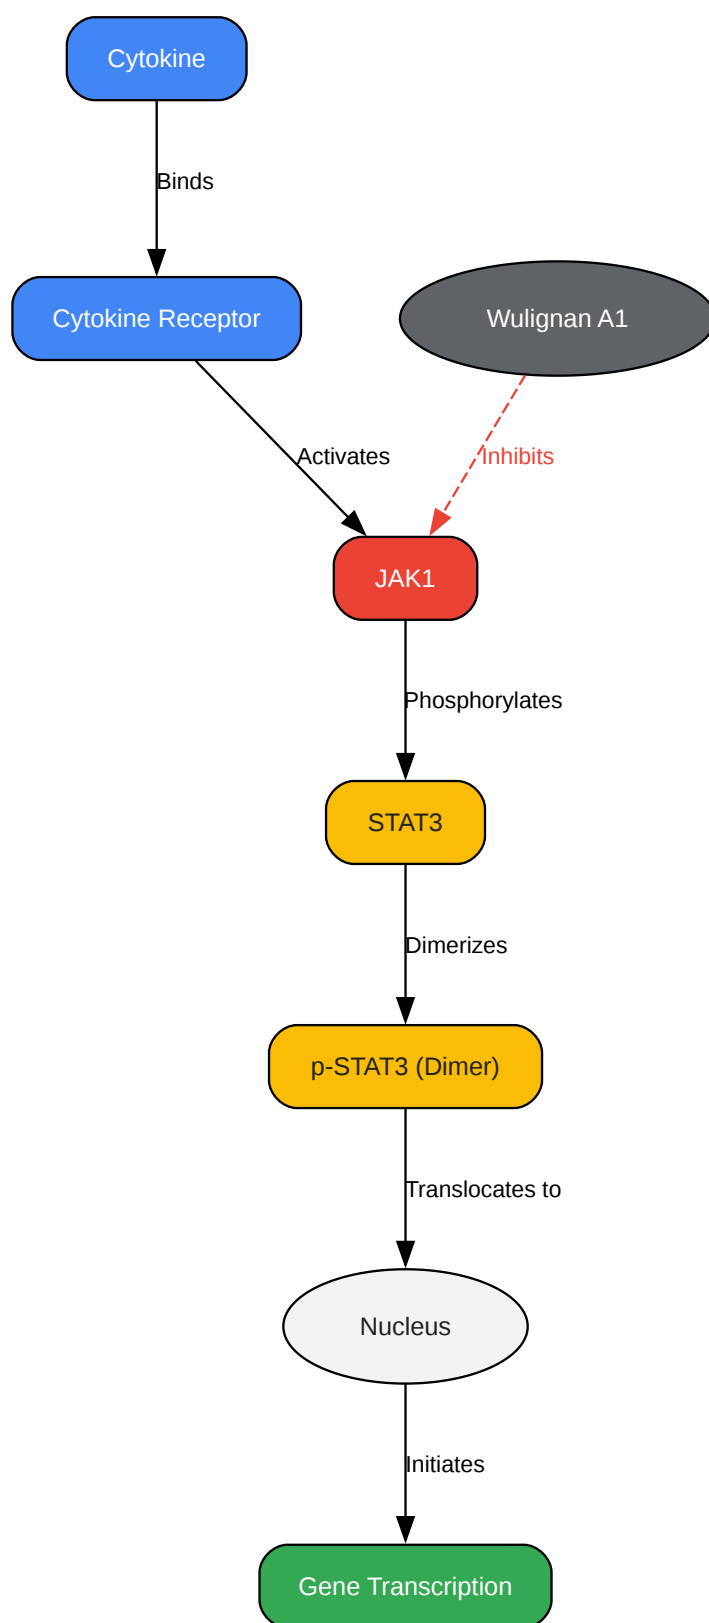 Cytokine
Binds
Cytokine Receptor
Wulignan A1
Activates
Inhibits
JAK1
Phosphorylates
STAT3
Dimerizes
p-STAT3 (Dimer)
Translocates to
Nucleus
Initiates
Gene Transcription